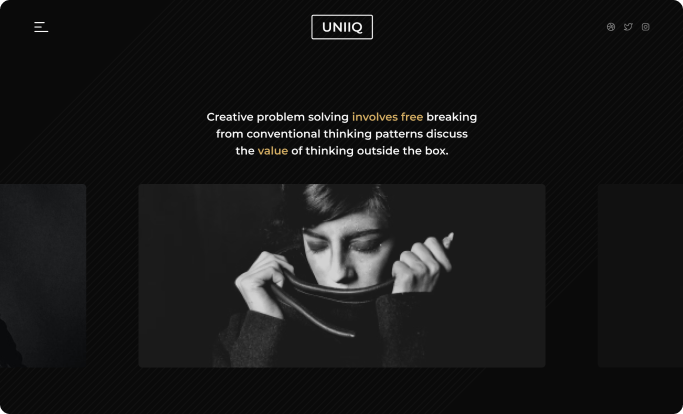 UNIIQ
Creative problem solving involves free breaking
from conventional thinking patterns discuss
the value of thinking outside the box.